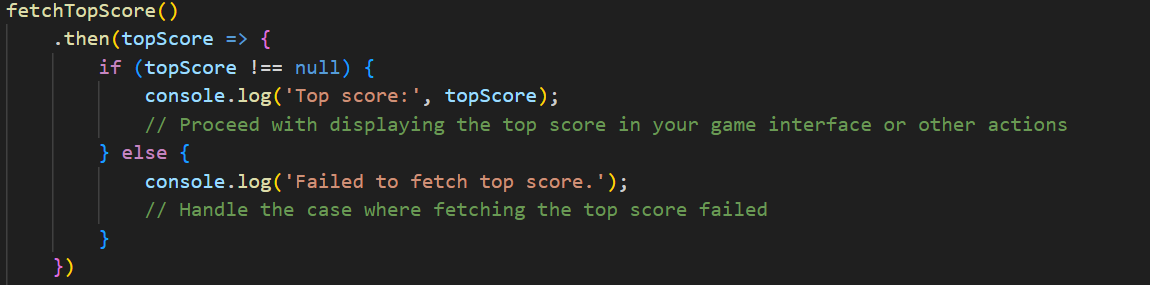 fetchTopScore()
    .then(topScore => {
        if (topScore !== null) {
            console.log('Top score:', topScore);
            // Proceed with displaying the top score in your game interface or other actions
        } else {
            console.log('Failed to fetch top score.');
            // Handle the case where fetching the top score failed
        }
    })